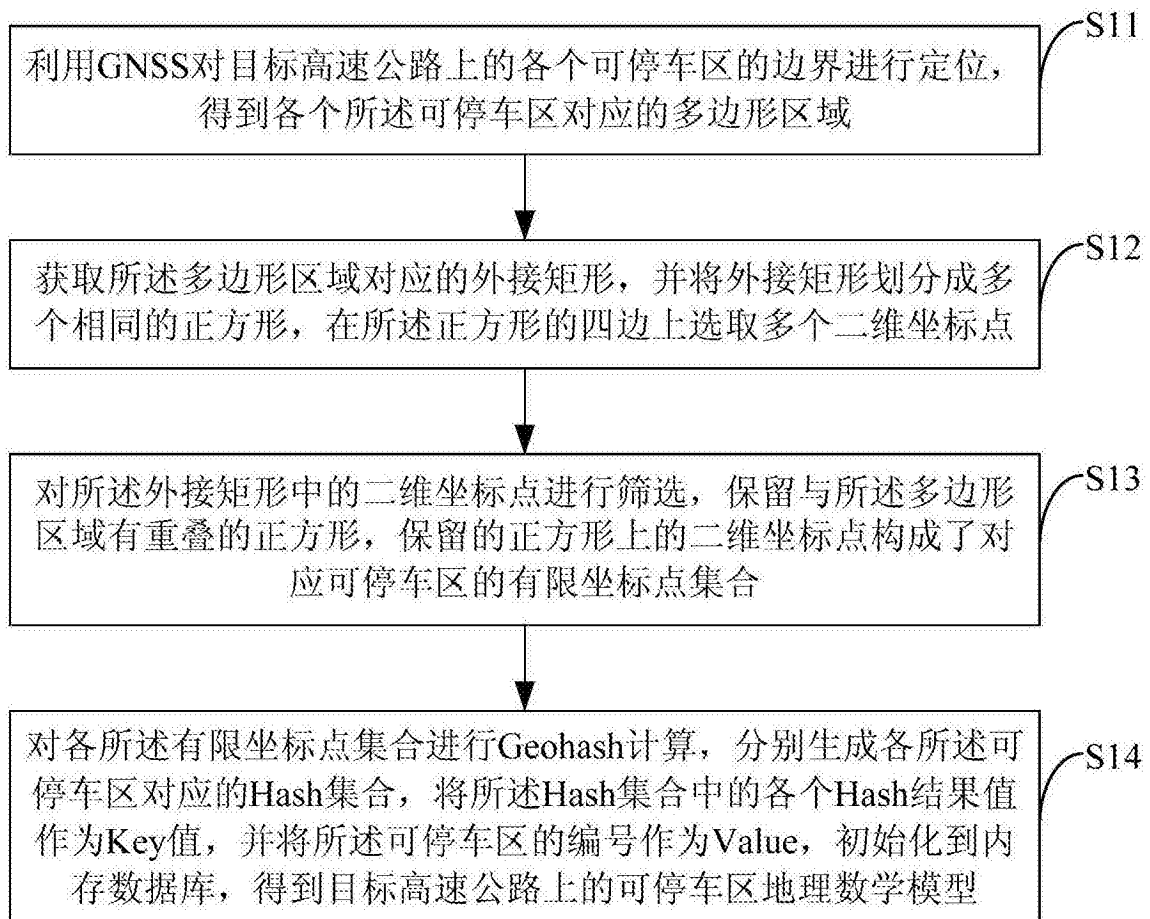 S11
利用GNSS对目标高速公路上的各个可停车区的边界进行定位，
得到各个所述可停车区对应的多边形区域
S12
获取所述多边形区域对应的外接矩形，并将外接矩形划分成多
个相同的正方形，在所述正方形的四边上选取多个二维坐标点
S13
对所述外接矩形中的二维坐标点进行筛选，保留与所述多边形
区域有重叠的正方形，保留的正方形上的二维坐标点构成了对
应可停车区的有限坐标点集合
S14
对各所述有限坐标点集合进行Geohash计算，分别生成各所述可
停车区对应的Hash集合，将所述Hash集合中的各个Hash结果值
作为Key值，并将所述可停车区的编号作为Value，初始化到内
存数据库，得到目标高速公路上的可停车区地理数学模型